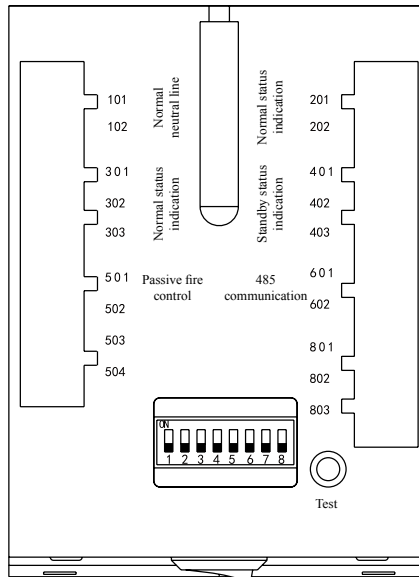 101
102
Normal
neutral line
Normal status
indication
201
202
301
302
303
Normal status
indication
Standby status
indication
401
402
403
501
502
503
504
Passive fire
control
485
communication
601
602
801
802
803
ON
1 2 3 4 5 6 7 8
Test